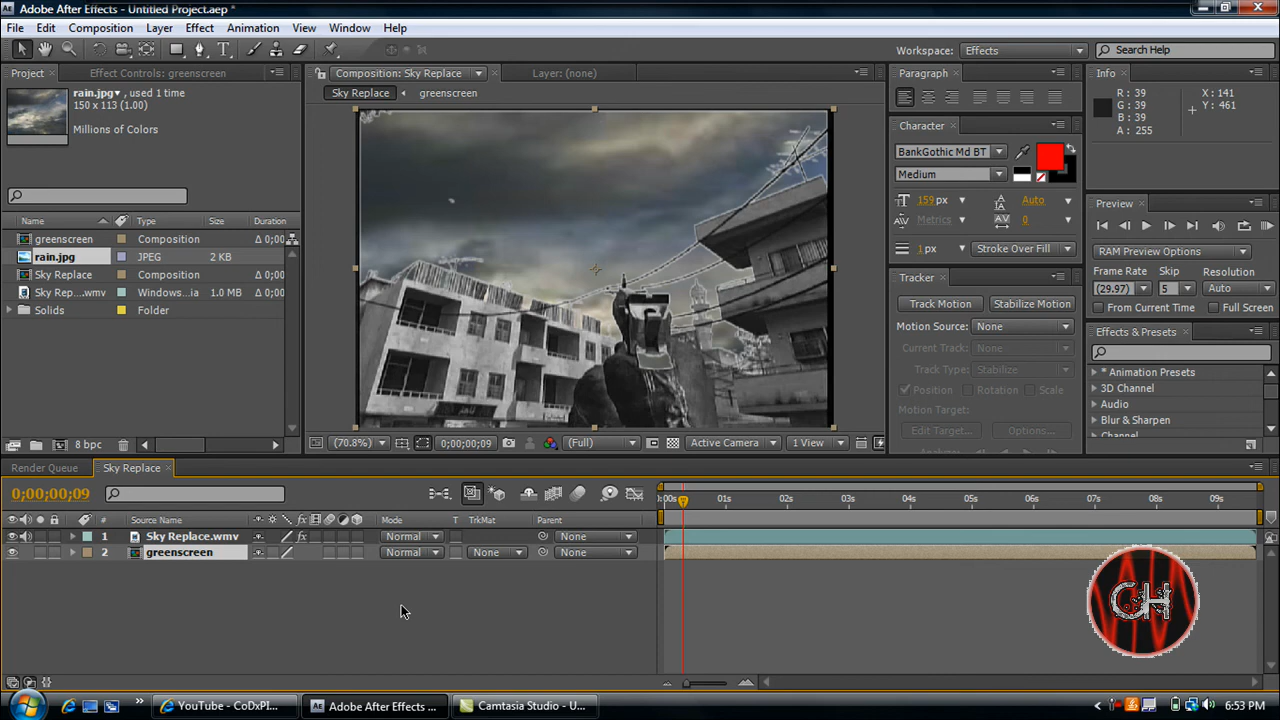 Adobe After Effects - Untitled Project.aep *
File Edit Composition Layer Effect Animation View Window Help
Workspace: Effects Search Help
Project Effect Controls: greenscreen
Composition: Sky Replace Layer: (none)
Paragraph Info
rain.jpg , used 1 time
150 x 113 (1.00)
Millions of Colors
Sky Replace greenscreen
R: 39
G: 39
B: 39
A: 255
X: 141
Y: 461
Character
BankGothic Md BT
Medium
159 px Auto
Metrics 0
1 px Stroke Over Fill
Preview
RAM Preview Options
Frame Rate Skip Resolution
(29.97) 5 Auto
From Current Time Full Screen
Name Type Size Duration
greenscreen Composition Δ 0;00
rain.jpg JPEG 2 KB
Sky Replace Composition Δ 0;00
Sky Rep....wmv Windows...ia 1.0 MB Δ 0;00
Solids Folder
Tracker
Track Motion Stabilize Motion
Motion Source: None
Current Track: None
Track Type: Stabilize
Position Rotation Scale
Motion Target:
Edit Target... Options...
Effects & Presets
* Animation Presets
3D Channel
Audio
Blur & Sharpen
Channel
8 bpc
(70.8%) 0;00;00;09 (Full) Active Camera 1 View
Render Queue Sky Replace
0;00;00;09
:00s 01s 02s 03s 04s 05s 06s 07s 08s 09s
# Source Name Mode T TrkMat Parent
1 Sky Replace.wmv Normal None
2 greenscreen Normal None None
CH
YouTube - CoDxPI... Adobe After Effects ... Camtasia Studio - U... 6:53 PM